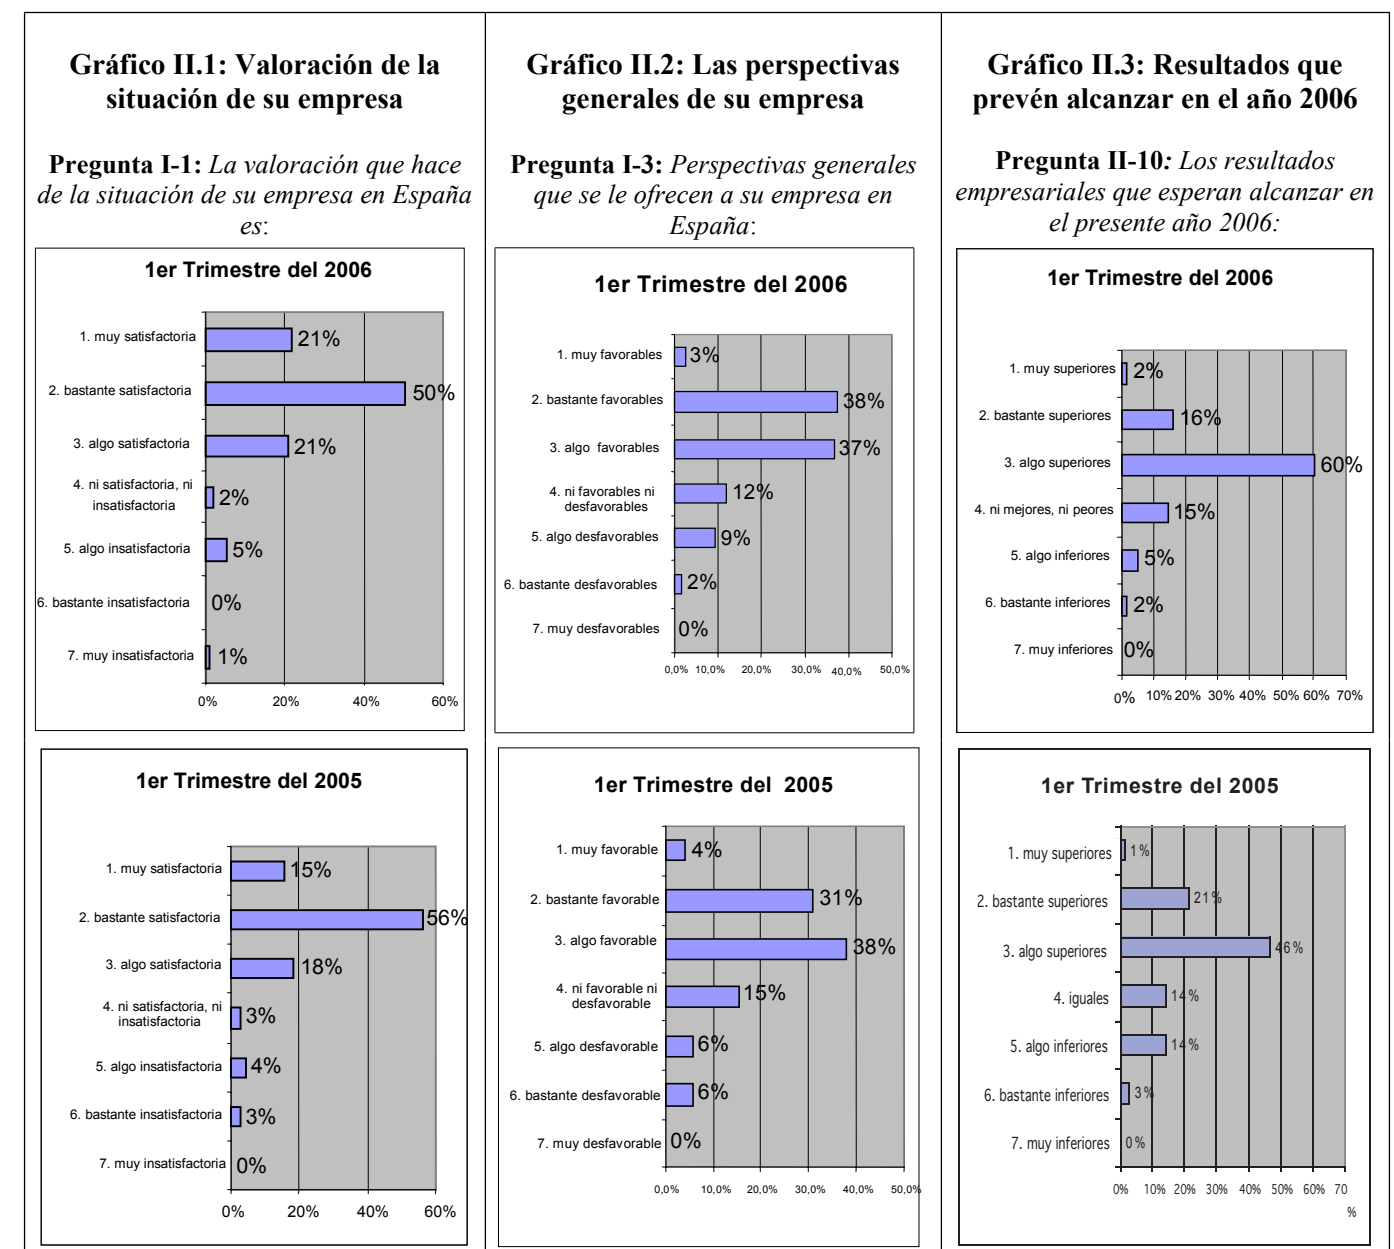 Gráfico II.1: Valoración de la
situación de su empresa
Pregunta I-1: La valoración que hace
de la situación de su empresa en España
es:
1er Trimestre del 2006
1. muy satisfactoria 21%
2. bastante satisfactoria 50%
3. algo satisfactoria 21%
4. ni satisfactoria, ni
insatisfactoria 2%
5. algo insatisfactoria 5%
6. bastante insatisfactoria 0%
7. muy insatisfactoria 1%
0% 20% 40% 60%
1er Trimestre del 2005
1. muy satisfactoria 15%
2. bastante satisfactoria 56%
3. algo satisfactoria 18%
4. ni satisfactoria, ni
insatisfactoria 3%
5. algo insatisfactoria 4%
6. bastante insatisfactoria 3%
7. muy insatisfactoria 0%
0% 20% 40% 60%
Gráfico II.2: Las perspectivas
generales de su empresa
Pregunta I-3: Perspectivas generales
que se le ofrecen a su empresa en
España:
1er Trimestre del 2006
1. muy favorables 3%
2. bastante favorables 38%
3. algo favorables 37%
4. ni favorables ni
desfavorables 12%
5. algo desfavorables 9%
6. bastante desfavorables 2%
7. muy desfavorables 0%
0,0% 10,0% 20,0% 30,0% 40,0% 50,0%
1er Trimestre del 2005
1. muy favorable 4%
2. bastante favorable 31%
3. algo favorable 38%
4. ni favorable ni
desfavorable 15%
5. algo desfavorable 6%
6. bastante desfavorable 6%
7. muy desfavorable 0%
0,0% 10,0% 20,0% 30,0% 40,0% 50,0%
Gráfico II.3: Resultados que
prevén alcanzar en el año 2006
Pregunta II-10: Los resultados
empresariales que esperan alcanzar en
el presente año 2006:
1er Trimestre del 2006
1. muy superiores 2%
2. bastante superiores 16%
3. algo superiores 60%
4. ni mejores, ni peores 15%
5. algo inferiores 5%
6. bastante inferiores 2%
7. muy inferiores 0%
0% 10% 20% 30% 40% 50% 60% 70%
1er Trimestre del 2005
1. muy superiores 1%
2. bastante superiores 21%
3. algo superiores 46%
4. iguales 14%
5. algo inferiores 14%
6. bastante inferiores 3%
7. muy inferiores 0%
0% 10% 20% 30% 40% 50% 60% 70
%